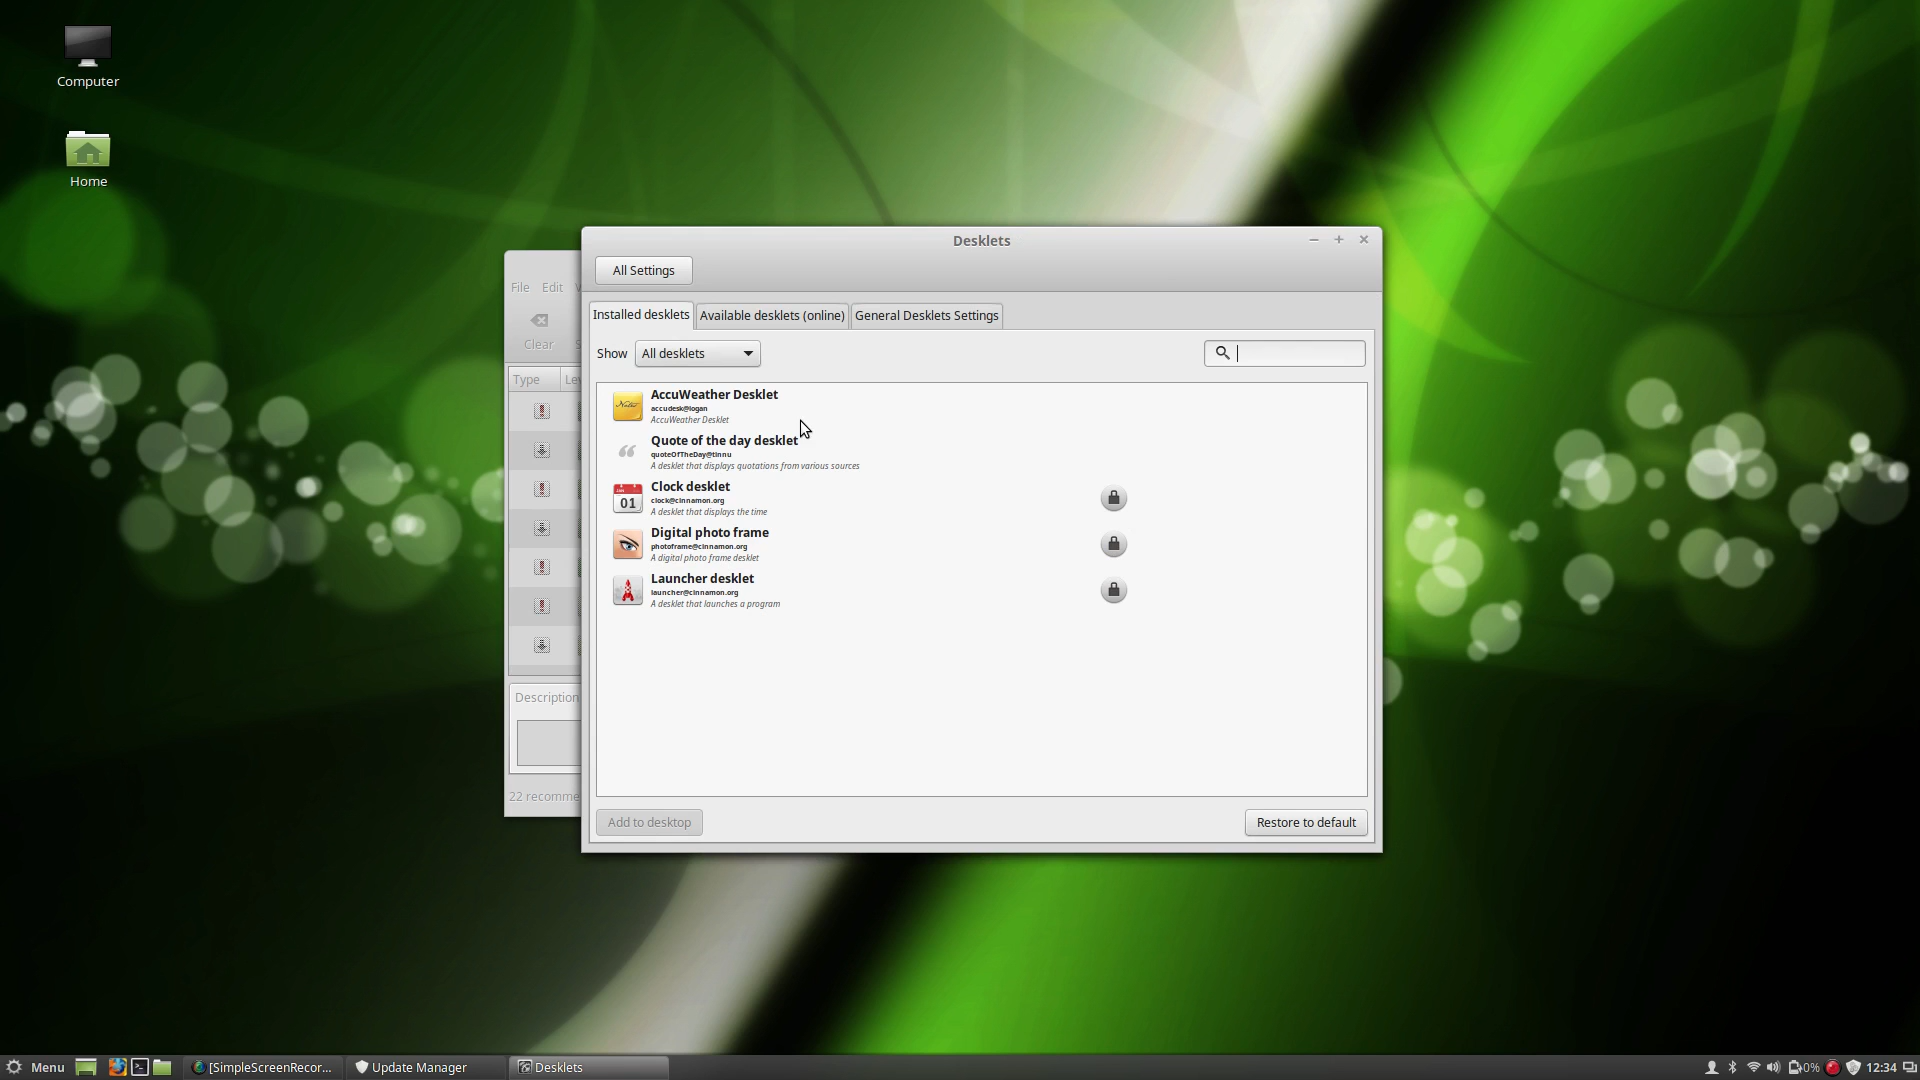 Computer
Home
Desklets
All Settings
File Edit
Clear
Type
Description
22 recomme
Installed desklets
Available desklets (online)
General Desklets Settings
Show
All desklets
AccuWeather Desklet
accudesk@logan
AccuWeather Desklet
Quote of the day desklet
quoteOfTheDay@tinnu
A desklet that displays quotations from various sources
Clock desklet
clock@cinnamon.org
A desklet that displays the time
01
Digital photo frame
photoframe@cinnamon.org
A digital photo frame desklet
Launcher desklet
launcher@cinnamon.org
A desklet that launches a program
Add to desktop
Restore to default
Menu
[SimpleScreenRecor...
Update Manager
Desklets
0%
12:34